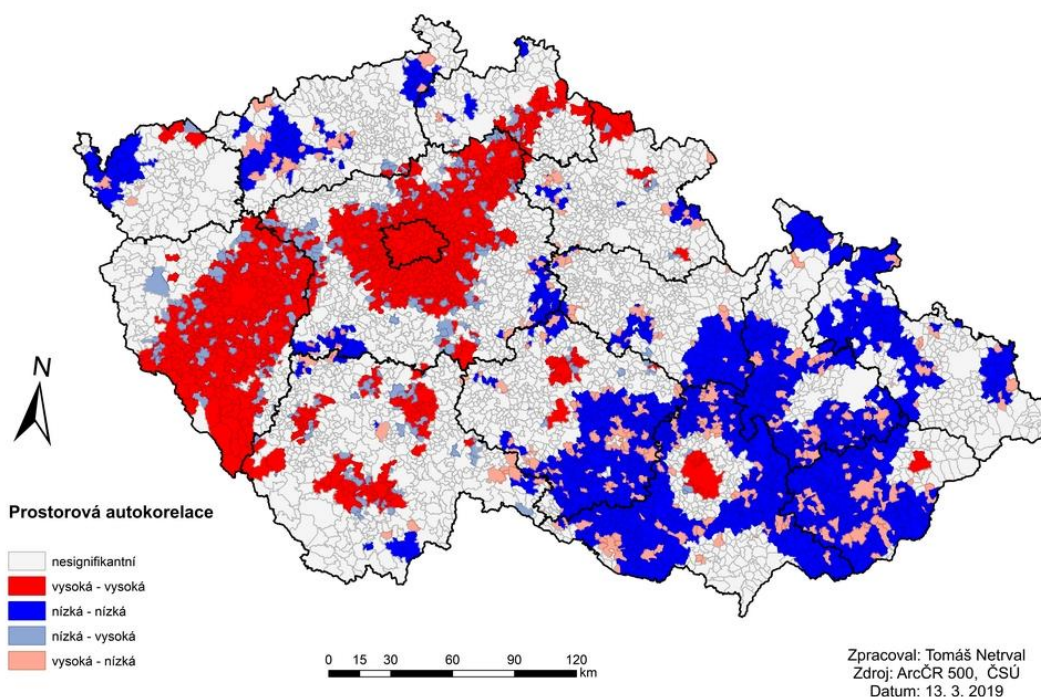 N
Prostorová autokorelace
nesignifikantní
vysoká - vysoká
nízká - nízká
nízká - vysoká
vysoká - nízká
0 15 30 60 90 120
km
Zpracoval: Tomáš Netrval
Zdroj: ArcČR 500, ČSÚ
Datum: 13. 3. 2019